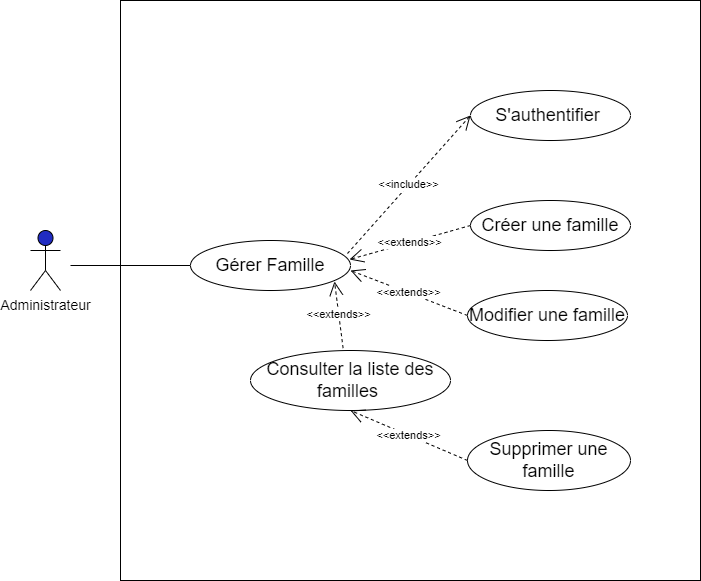 S'authentifier
<<include>>
Créer une famille
<<extends>>
Gérer Famille
Administrateur
<<extends>>
Modifier une famille
<<extends>>
Consulter la liste des
familles
<<extends>>
Supprimer une
famille